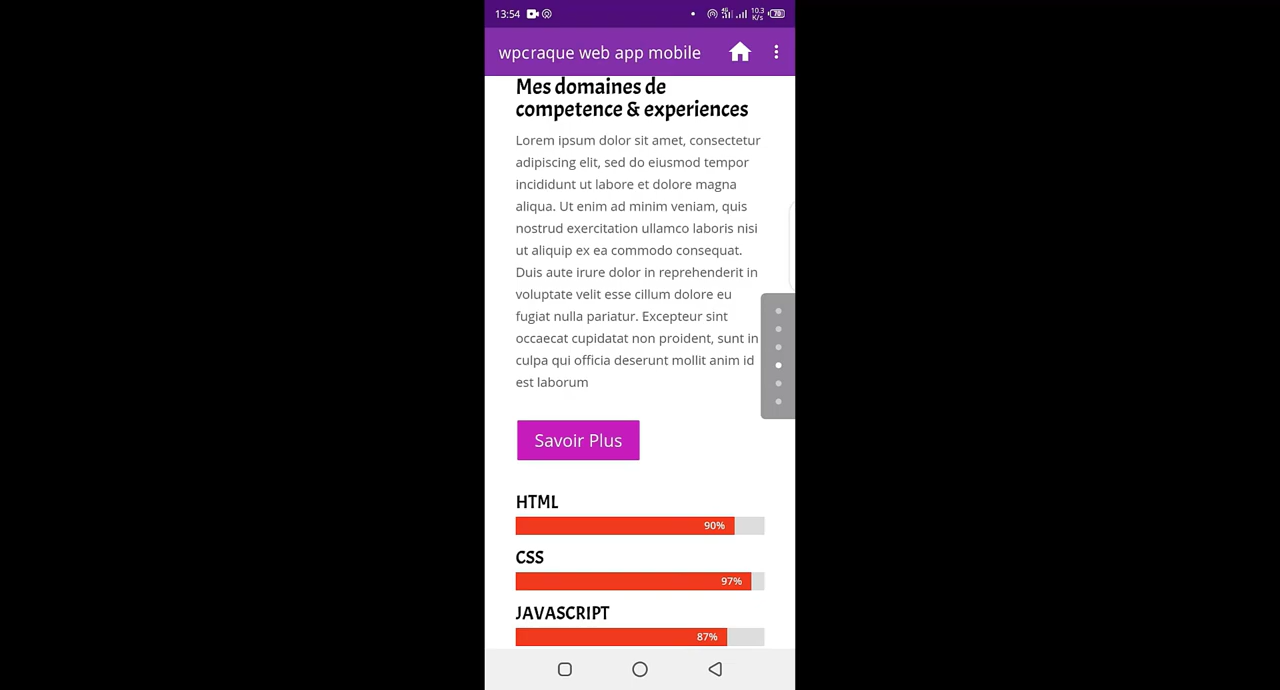 13:54
4G
10.3
K/s
70
wpcraque web app mobile
Mes domaines de
competence & experiences
Lorem ipsum dolor sit amet, consectetur
adipiscing elit, sed do eiusmod tempor
incididunt ut labore et dolore magna
aliqua. Ut enim ad minim veniam, quis
nostrud exercitation ullamco laboris nisi
ut aliquip ex ea commodo consequat.
Duis aute irure dolor in reprehenderit in
voluptate velit esse cillum dolore eu
fugiat nulla pariatur. Excepteur sint
occaecat cupidatat non proident, sunt in
culpa qui officia deserunt mollit anim id
est laborum
Savoir Plus
HTML
90%
CSS
97%
JAVASCRIPT
87%